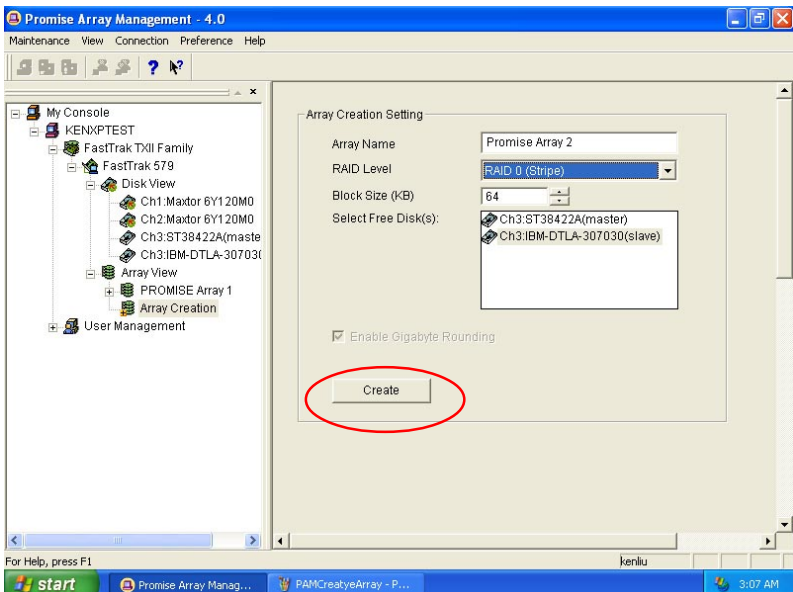 Promise Array Management - 4.0
Maintenance View Connection Preference Help
My Console
KENXPTEST
FastTrak TXII Family
FastTrak 579
Disk View
Ch1:Maxtor 6Y120M0
Ch2:Maxtor 6Y120M0
Ch3:ST38422A(maste
Ch3:IBM-DTLA-307030(
Array View
PROMISE Array 1
Array Creation
User Management
Array Creation Setting
Array Name Promise Array 2
RAID Level RAID 0 (Stripe)
Block Size (KB) 64
Select Free Disk(s): Ch3:ST38422A(master)
Ch3:IBM-DTLA-307030(slave)
Enable Gigabyte Rounding
Create
For Help, press F1
kenliu
start
Promise Array Manag...
PAMCreatyeArray - P...
3:07 AM